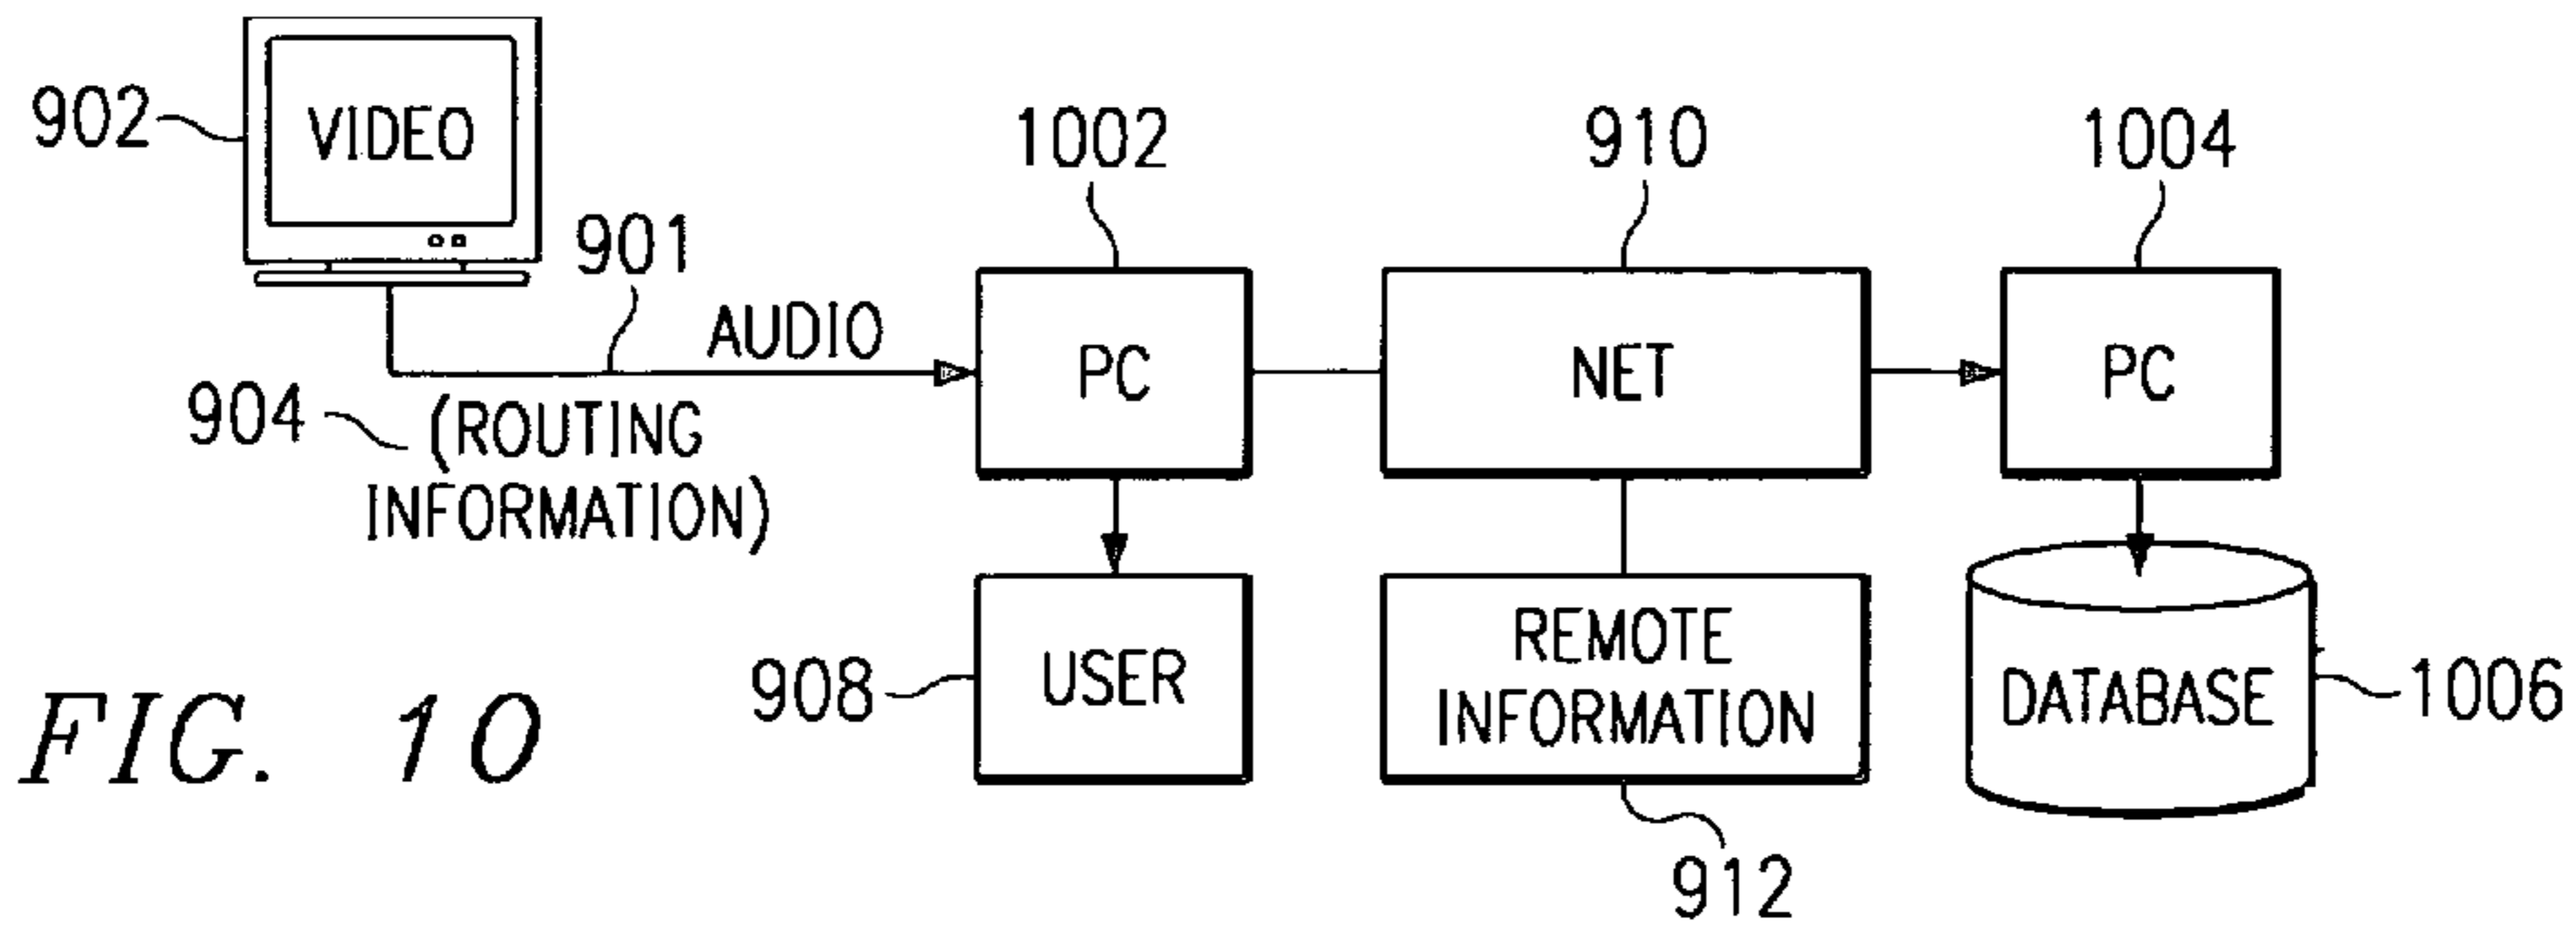 902
VIDEO
901
AUDIO
904
(ROUTING
INFORMATION)
1002
PC
910
NET
1004
PC
908
USER
REMOTE
INFORMATION
912
DATABASE
1006
FIG. 10